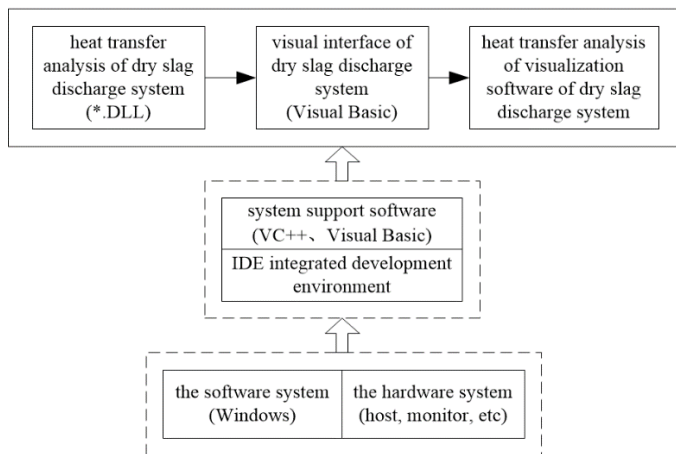 heat transfer
analysis of dry slag
discharge system
(*.DLL)
visual interface of
dry slag discharge
system
(Visual Basic)
heat transfer analysis
of visualization
software of dry slag
discharge system
system support software
(VC++、Visual Basic)
IDE integrated development
environment
the software system
(Windows)
the hardware system
(host, monitor, etc)